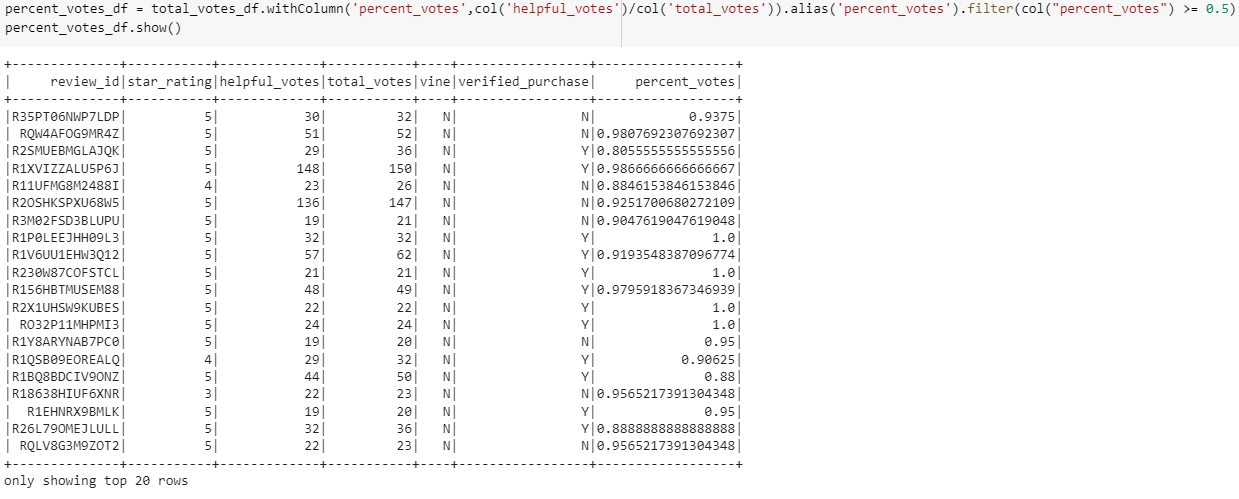 percent_votes_df = total_votes_df.withColumn('percent_votes',col('helpful_votes')/col('total_votes')).alias('percent_votes').filter(col("percent_votes") >= 0.5)
percent_votes_df.show()
+--------------+-----------+-------------+-----------+----+-----------------+------------------+
|     review_id|star_rating|helpful_votes|total_votes|vine|verified_purchase|     percent_votes|
+--------------+-----------+-------------+-----------+----+-----------------+------------------+
|R35PT06NWP7LDP|          5|           30|         32|   N|                N|            0.9375|
| RQW4AFOG9MR4Z|          5|           51|         52|   N|                N|0.9807692307692307|
|R2SMUEBMGLAJQK|          5|           29|         36|   N|                Y|0.8055555555555556|
|R1XVIZZALU5P6J|          5|          148|        150|   N|                Y|0.9866666666666667|
|R11UFMG8M2488I|          4|           23|         26|   N|                N|0.8846153846153846|
|R2OSHKSPXU68W5|          5|          136|        147|   N|                N|0.9251700680272109|
|R3M02FSD3BLUPU|          5|           19|         21|   N|                N|0.9047619047619048|
|R1P0LEEJHH09L3|          5|           32|         32|   N|                Y|               1.0|
|R1V6UU1EHW3Q12|          5|           57|         62|   N|                Y|0.9193548387096774|
|R230W87COFSTCL|          5|           21|         21|   N|                Y|               1.0|
|R156HBTMUSEM88|          5|           48|         49|   N|                Y|0.9795918367346939|
|R2X1UHSW9KUBES|          5|           22|         22|   N|                Y|               1.0|
| RO32P11MHPMI3|          5|           24|         24|   N|                Y|               1.0|
|R1Y8ARYNAB7PC0|          5|           19|         20|   N|                N|              0.95|
|R1QSB09EOREALQ|          4|           29|         32|   N|                Y|           0.90625|
|R1BQ8BDCIV9ONZ|          5|           44|         50|   N|                Y|              0.88|
|R18638HIUF6XNR|          3|           22|         23|   N|                N|0.9565217391304348|
|  R1EHNRX9BMLK|          5|           19|         20|   N|                Y|              0.95|
|R26L79OMEJLULL|          5|           32|         36|   N|                Y|0.8888888888888888|
| RQLV8G3M9ZOT2|          5|           22|         23|   N|                N|0.9565217391304348|
+--------------+-----------+-------------+-----------+----+-----------------+------------------+
only showing top 20 rows